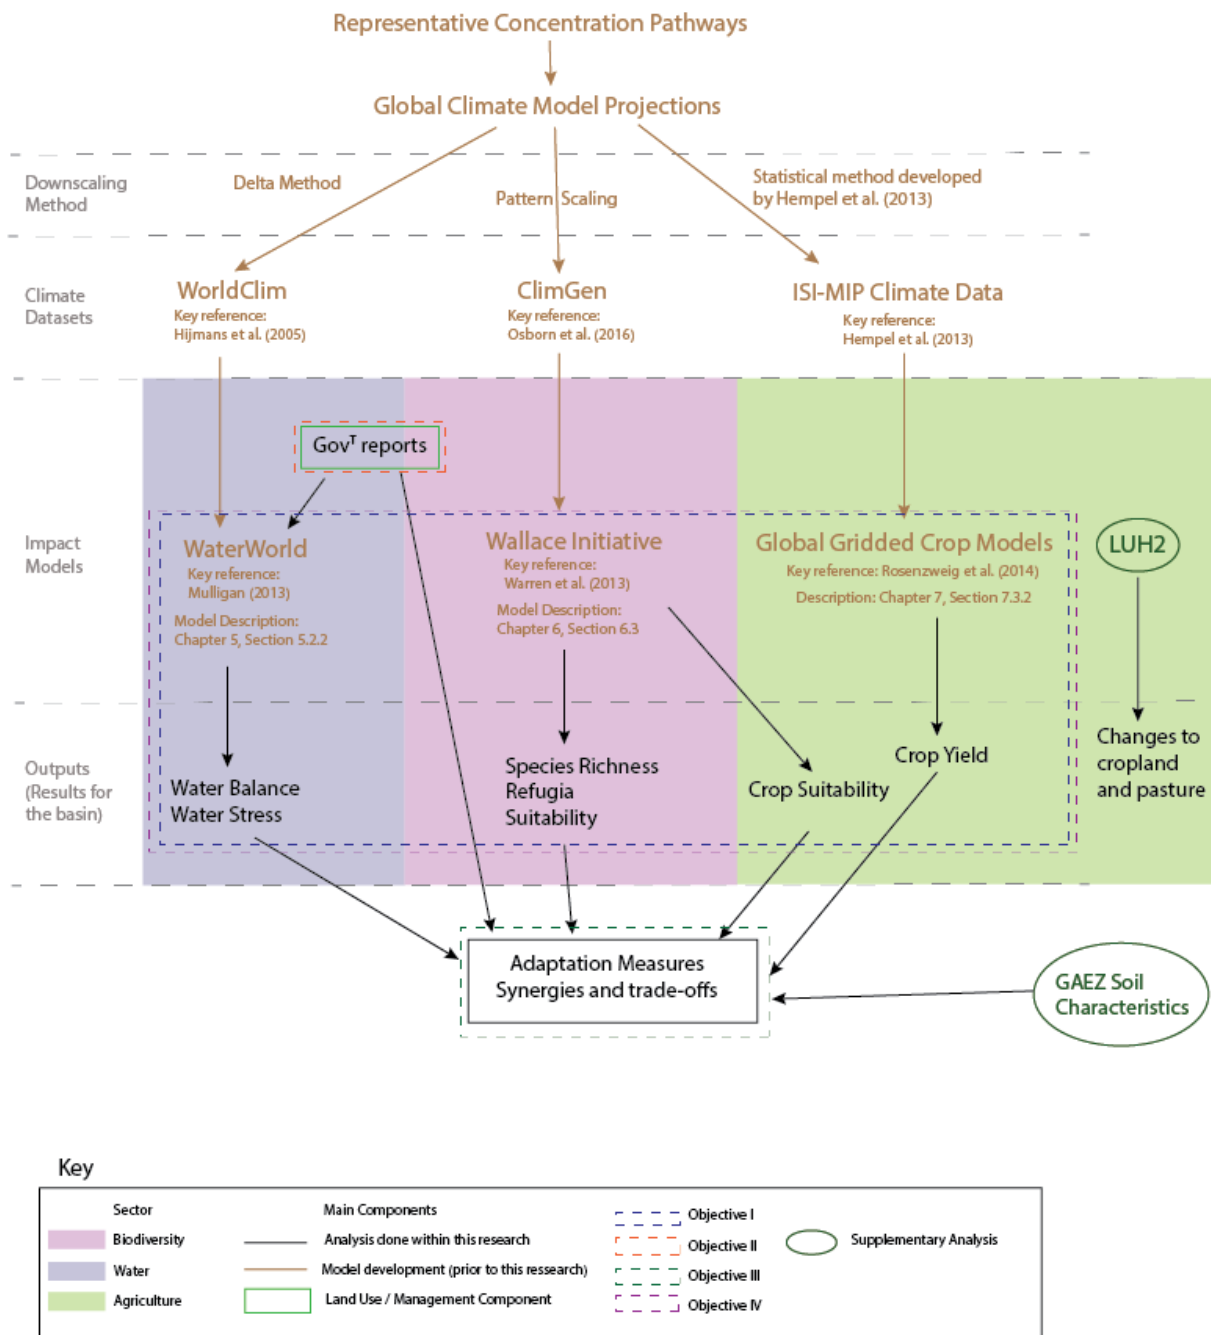 Representative Concentration Pathways
Global Climate Model Projections
Downscaling
Method
Delta Method
Pattern Scaling
Statistical method developed
by Hempel et al. (2013)
Climate
Datasets
WorldClim
Key reference:
Hijmans et al. (2005)
ClimGen
Key reference:
Osborn et al. (2016)
ISI-MIP Climate Data
Key reference:
Hempel et al. (2013)
Govᵀ reports
Impact
Models
WaterWorld
Key reference:
Mulligan (2013)
Model Description:
Chapter 5, Section 5.2.2
Wallace Initiative
Key reference:
Warren et al. (2013)
Model Description:
Chapter 6, Section 6.3
Global Gridded Crop Models
Key reference: Rosenzweig et al. (2014)
Description: Chapter 7, Section 7.3.2
LUH2
Outputs
(Results for
the basin)
Water Balance
Water Stress
Species Richness
Refugia
Suitability
Crop Suitability
Crop Yield
Changes to
cropland
and pasture
Adaptation Measures
Synergies and trade-offs
GAEZ Soil
Characteristics
Key
Sector
Biodiversity
Water
Agriculture
Main Components
Analysis done within this research
Model development (prior to this ressearch)
Land Use / Management Component
Objective I
Objective II
Objective III
Objective IV
Supplementary Analysis